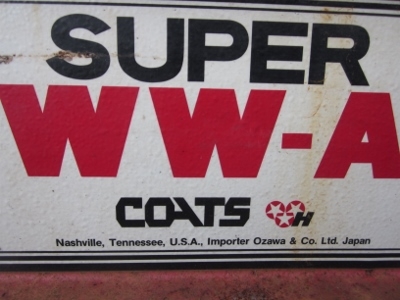 SUPER
WW-A
COATS H
Nashville, Tennessee, U.S.A., Importer Ozawa & Co. Ltd. Japan